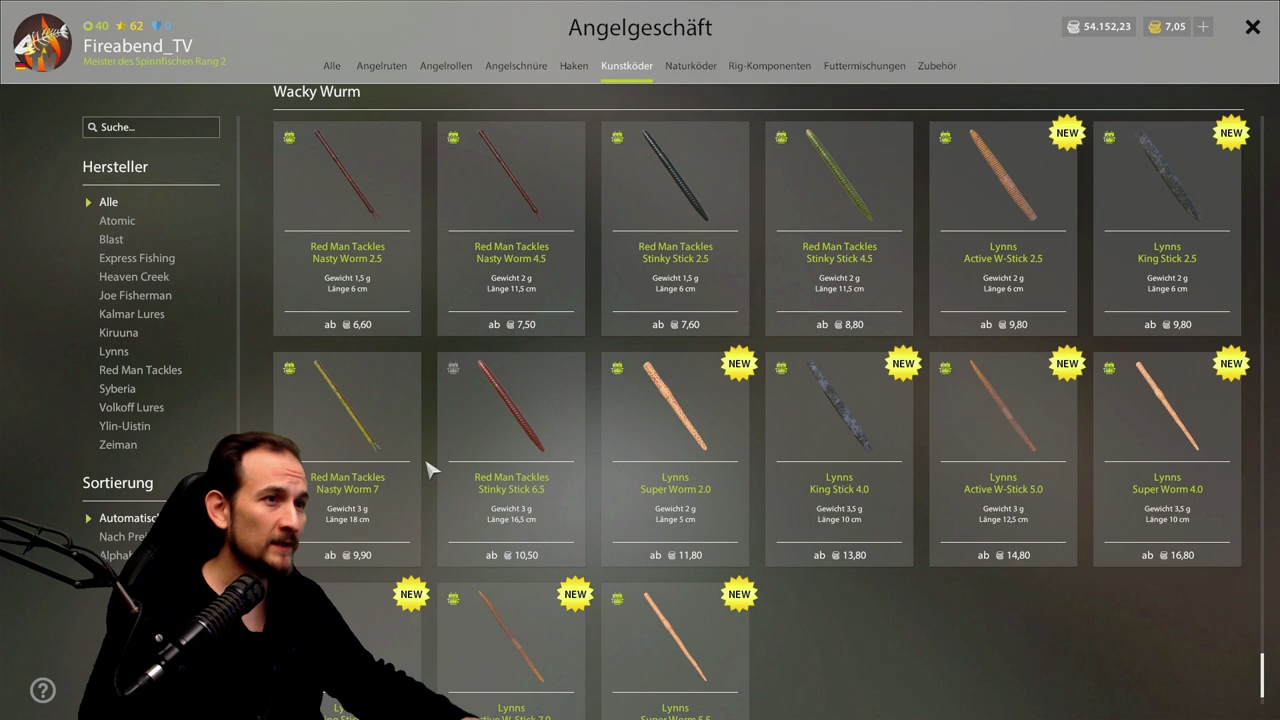 40 62 0
Fireabend_TV
Meister des Spinnfischen Rang 2
Angelgeschäft
54.152,23 7,05 +
Alle Angelruten Angelrollen Angelschnüre Haken Kunstköder Naturköder Rig-Komponenten Futtermischungen Zubehör
Wacky Wurm
Suche...
Hersteller
Alle
Atomic
Blast
Express Fishing
Heaven Creek
Joe Fisherman
Kalmar Lures
Kiruuna
Lynns
Red Man Tackles
Syberia
Volkoff Lures
Ylin-Uistin
Zeiman
Sortierung
Automatisc
Nach Prei
Alphab
NEW
NEW
Red Man Tackles
Nasty Worm 2.5
Gewicht 1,5 g
Länge 6 cm
ab 6,60
Red Man Tackles
Nasty Worm 4.5
Gewicht 2 g
Länge 11,5 cm
ab 7,50
Red Man Tackles
Stinky Stick 2.5
Gewicht 1,5 g
Länge 6 cm
ab 7,60
Red Man Tackles
Stinky Stick 4.5
Gewicht 2 g
Länge 11,5 cm
ab 8,80
Lynns
Active W-Stick 2.5
Gewicht 2 g
Länge 6 cm
ab 9,80
Lynns
King Stick 2.5
Gewicht 2 g
Länge 6 cm
ab 9,80
NEW
NEW
NEW
NEW
Red Man Tackles
Nasty Worm 7
Gewicht 3 g
Länge 18 cm
ab 9,90
Red Man Tackles
Stinky Stick 6.5
Gewicht 3 g
Länge 16,5 cm
ab 10,50
Lynns
Super Worm 2.0
Gewicht 2 g
Länge 5 cm
ab 11,80
Lynns
King Stick 4.0
Gewicht 3,5 g
Länge 10 cm
ab 13,80
Lynns
Active W-Stick 5.0
Gewicht 3,5 g
Länge 12,5 cm
ab 14,80
Lynns
Super Worm 4.0
Gewicht 3,5 g
Länge 10 cm
ab 16,80
NEW
NEW
NEW
Lynns
Lynns
Super Worm 5.5
?